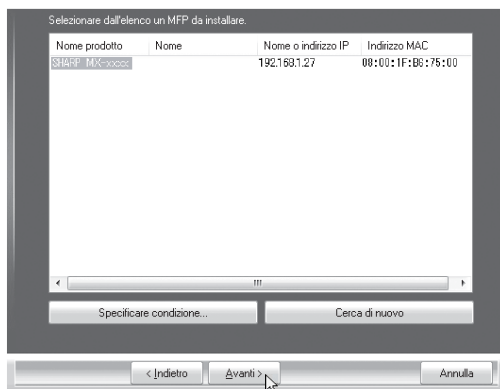 Selezionare dall'elenco un MFP da installare.
Nome prodotto Nome Nome o indirizzo IP Indirizzo MAC
SHARP MX-xxxx 192.168.1.27 08:00:1F:B6:75:00
Specificare condizione... Cerca di nuovo
< Indietro Avanti > Annulla